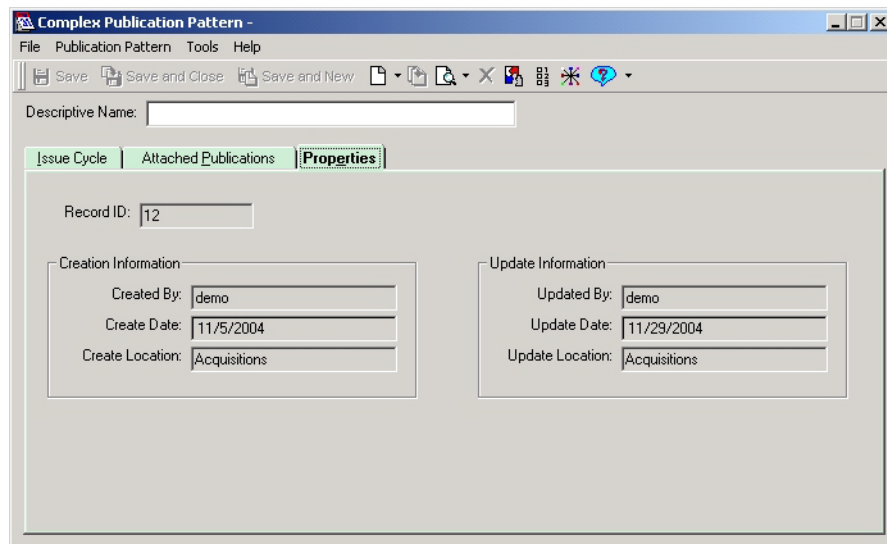 Complex Publication Pattern -
File Publication Pattern Tools Help
Save Save and Close Save and New
Descriptive Name:
Issue Cycle Attached Publications Properties
Record ID: 12
Creation Information Update Information
Created By: demo Updated By: demo
Create Date: 11/5/2004 Update Date: 11/29/2004
Create Location: Acquisitions Update Location: Acquisitions